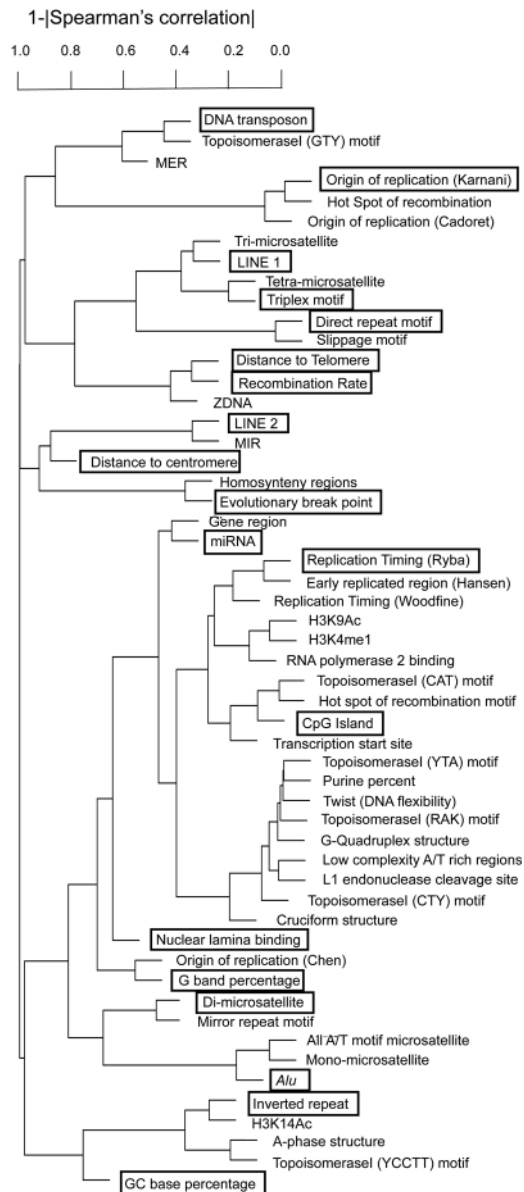 1-|Spearman's correlation|
1.0 0.8 0.6 0.4 0.2 0.0
DNA transposon
TopoisomeraseI (GTY) motif
MER
Origin of replication (Karnani)
Hot Spot of recombination
Origin of replication (Cadoret)
Tri-microsatellite
LINE 1
Tetra-microsatellite
Triplex motif
Direct repeat motif
Slippage motif
Distance to Telomere
Recombination Rate
ZDNA
LINE 2
MIR
Distance to centromere
Homosynteny regions
Evolutionary break point
Gene region
miRNA
Replication Timing (Ryba)
Early replicated region (Hansen)
Replication Timing (Woodfine)
H3K9Ac
H3K4me1
RNA polymerase 2 binding
TopoisomeraseI (CAT) motif
Hot spot of recombination motif
CpG Island
Transcription start site
TopoisomeraseI (YTA) motif
Purine percent
Twist (DNA flexibility)
TopoisomeraseI (RAK) motif
G-Quadruplex structure
Low complexity A/T rich regions
L1 endonuclease cleavage site
TopoisomeraseI (CTY) motif
Cruciform structure
Nuclear lamina binding
Origin of replication (Chen)
G band percentage
Di-microsatellite
Mirror repeat motif
All A/T motif microsatellite
Mono-microsatellite
Alu
Inverted repeat
H3K14Ac
A-phase structure
TopoisomeraseI (YCCTT) motif
GC base percentage